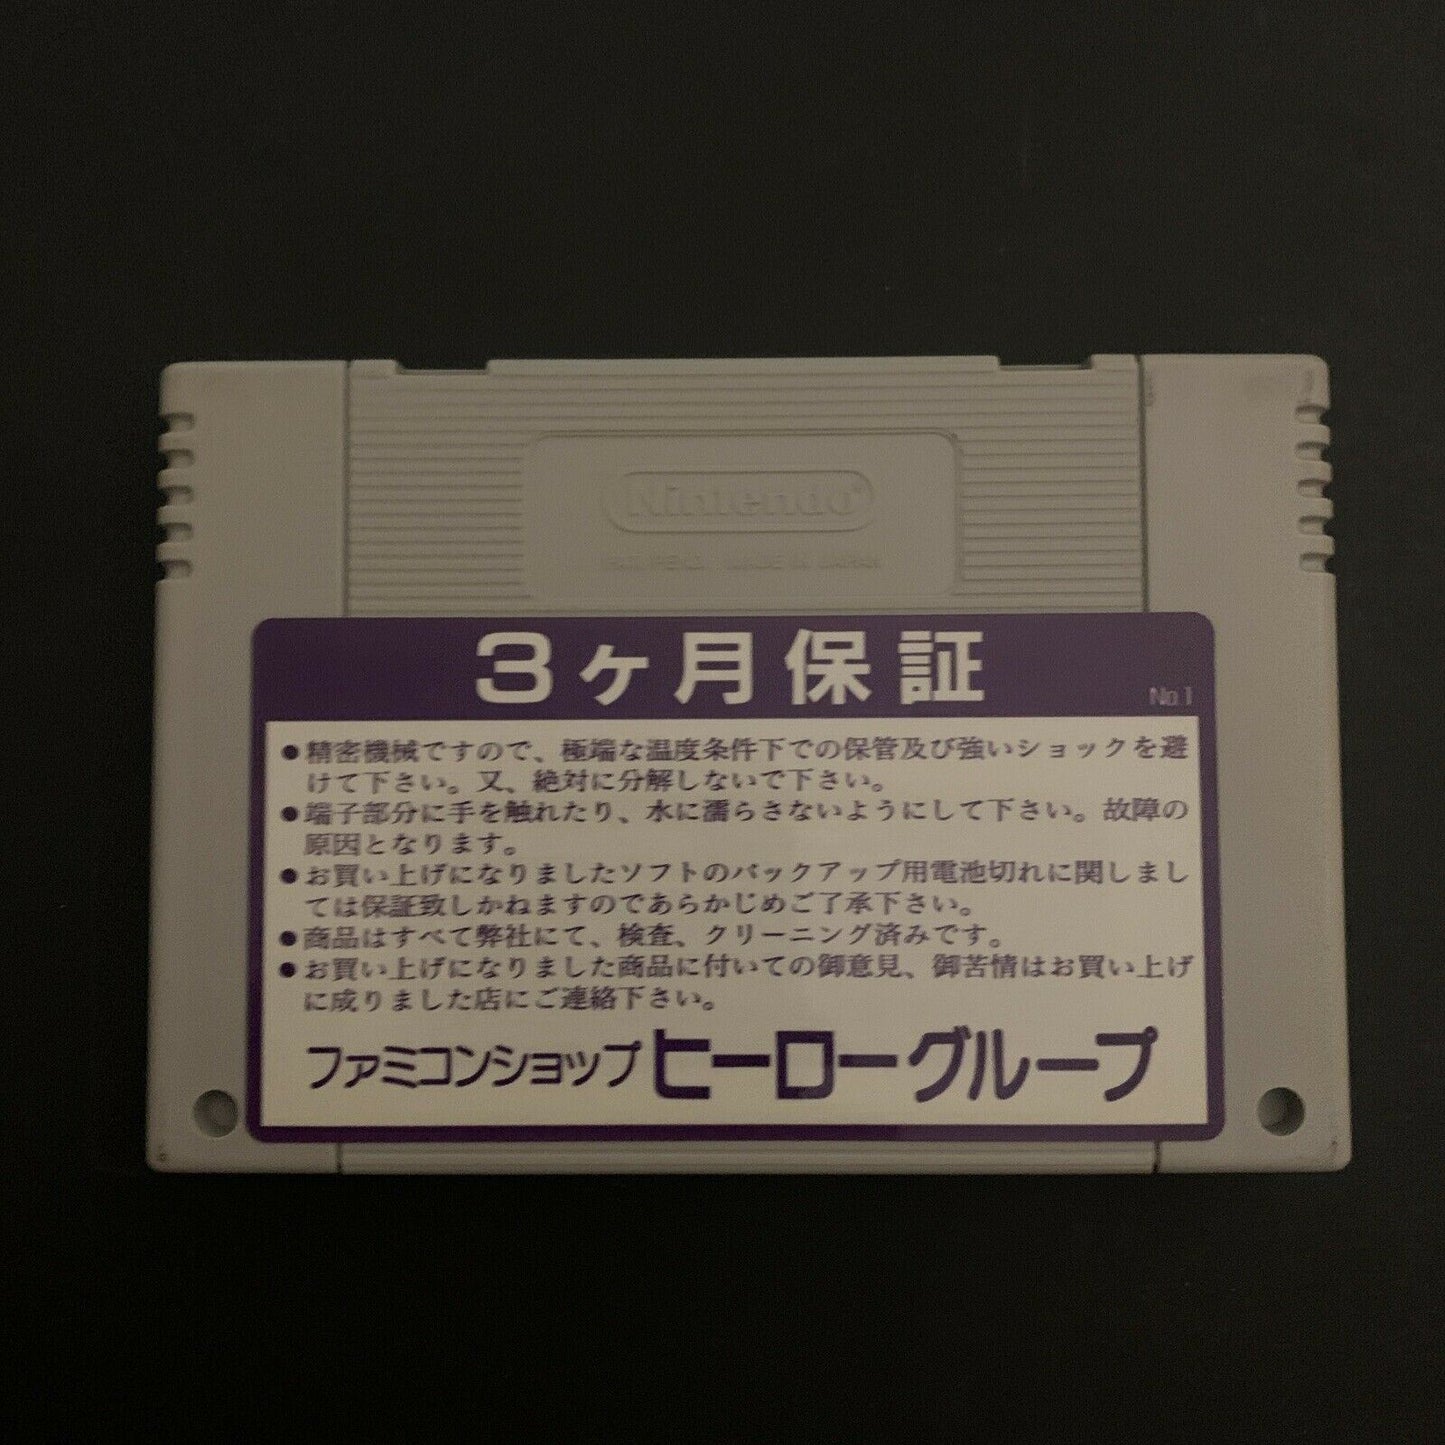 Nintendo
MADE IN JAPAN
3ヶ月保証
No.1
●精密機械ですので、極端な温度条件下での保管及び強いショックを避
けて下さい。又、絶対に分解しないで下さい。
●端子部分に手を触れたり、水に濡らさないようにして下さい。故障の
原因となります。
●お買い上げになりましたソフトのバックアップ用電池切れに関しまし
ては保証致しかねますのであらかじめご了承下さい。
●商品はすべて弊社にて、検査、クリーニング済みです。
●お買い上げになりました商品に付いての御意見、御苦情はお買い上げ
に成りました店にご連絡下さい。
ファミコンショップ ヒーローグループ